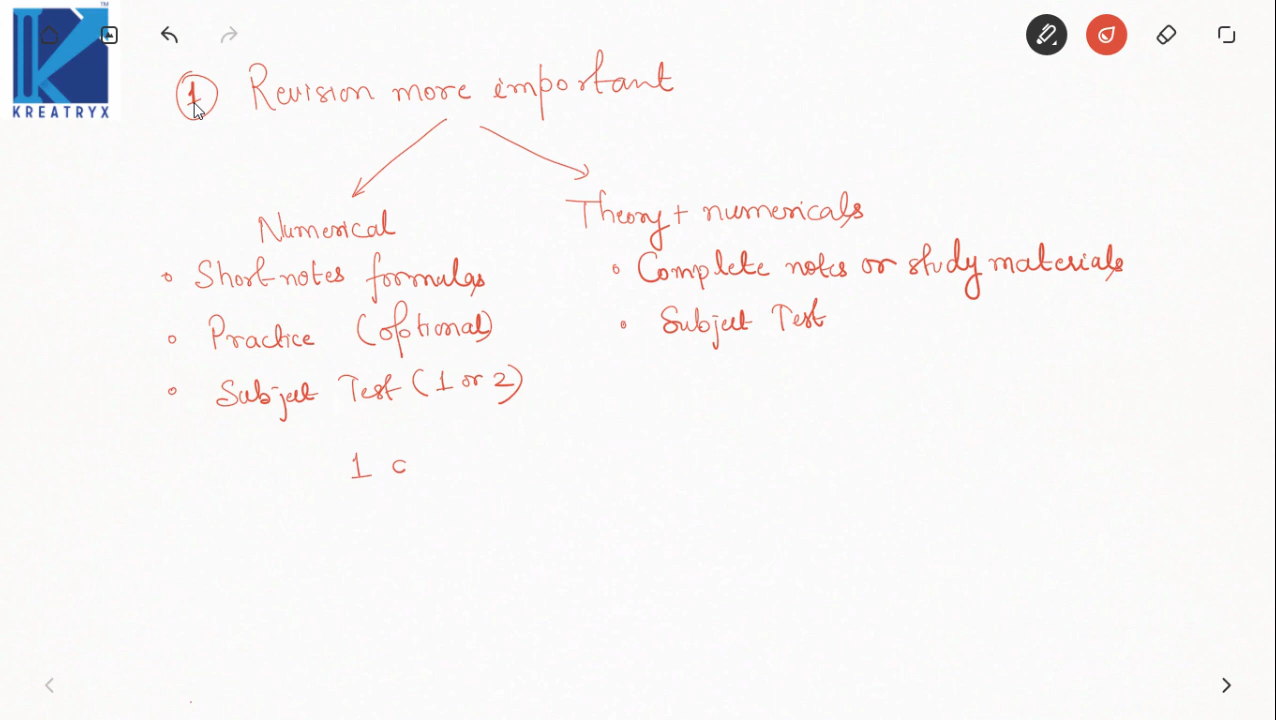 TM
KREATRYX
1 Revision more important
Numerical
• Short notes formulas
• Practice (optional)
• Subject Test (1 or 2)
1 c
Theory + numericals
• Complete notes or study materials
• Subject Test